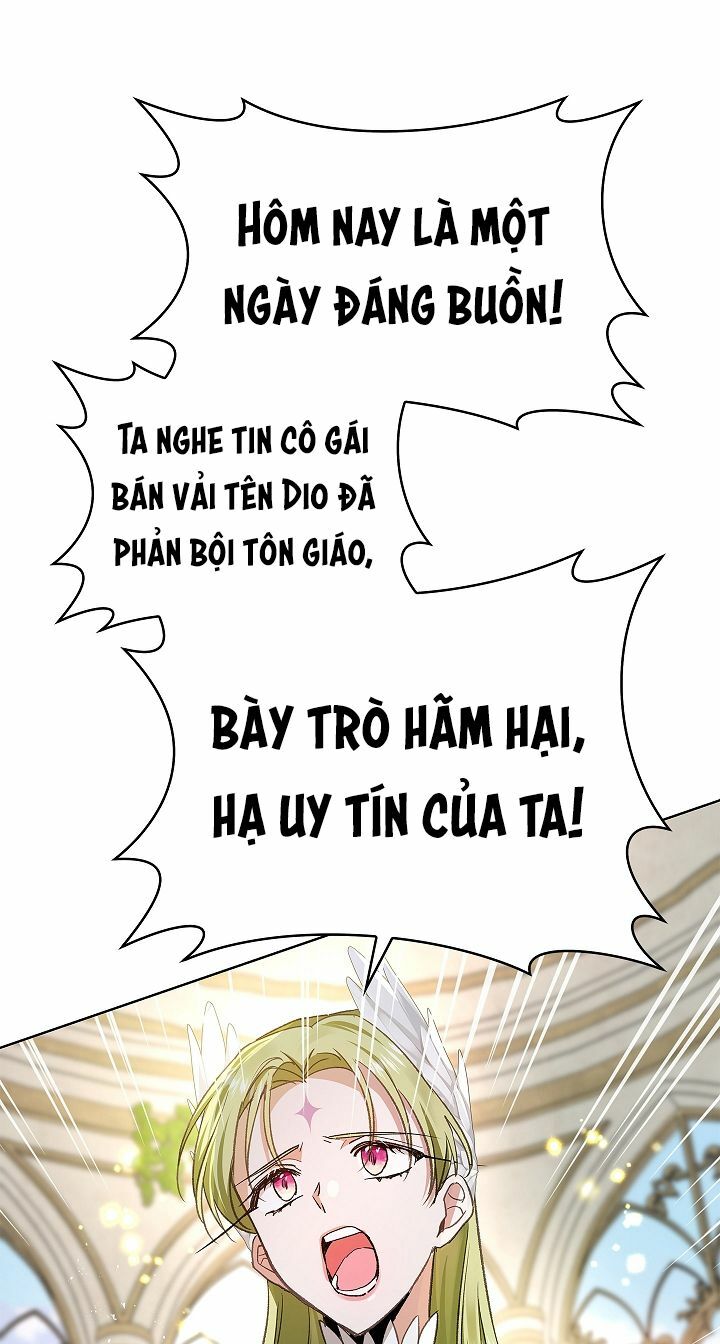 HÔM NAY LÀ MỘT
NGÀY ĐÁNG BUỒN!
TA NGHE TIN CÔ GÁI
BÁN VẢI TÊN DIO ĐÃ
PHẢN BỘI TÔN GIÁO,
BÀY TRÒ HÃM HẠI,
HẠ UY TÍN CỦA TA!